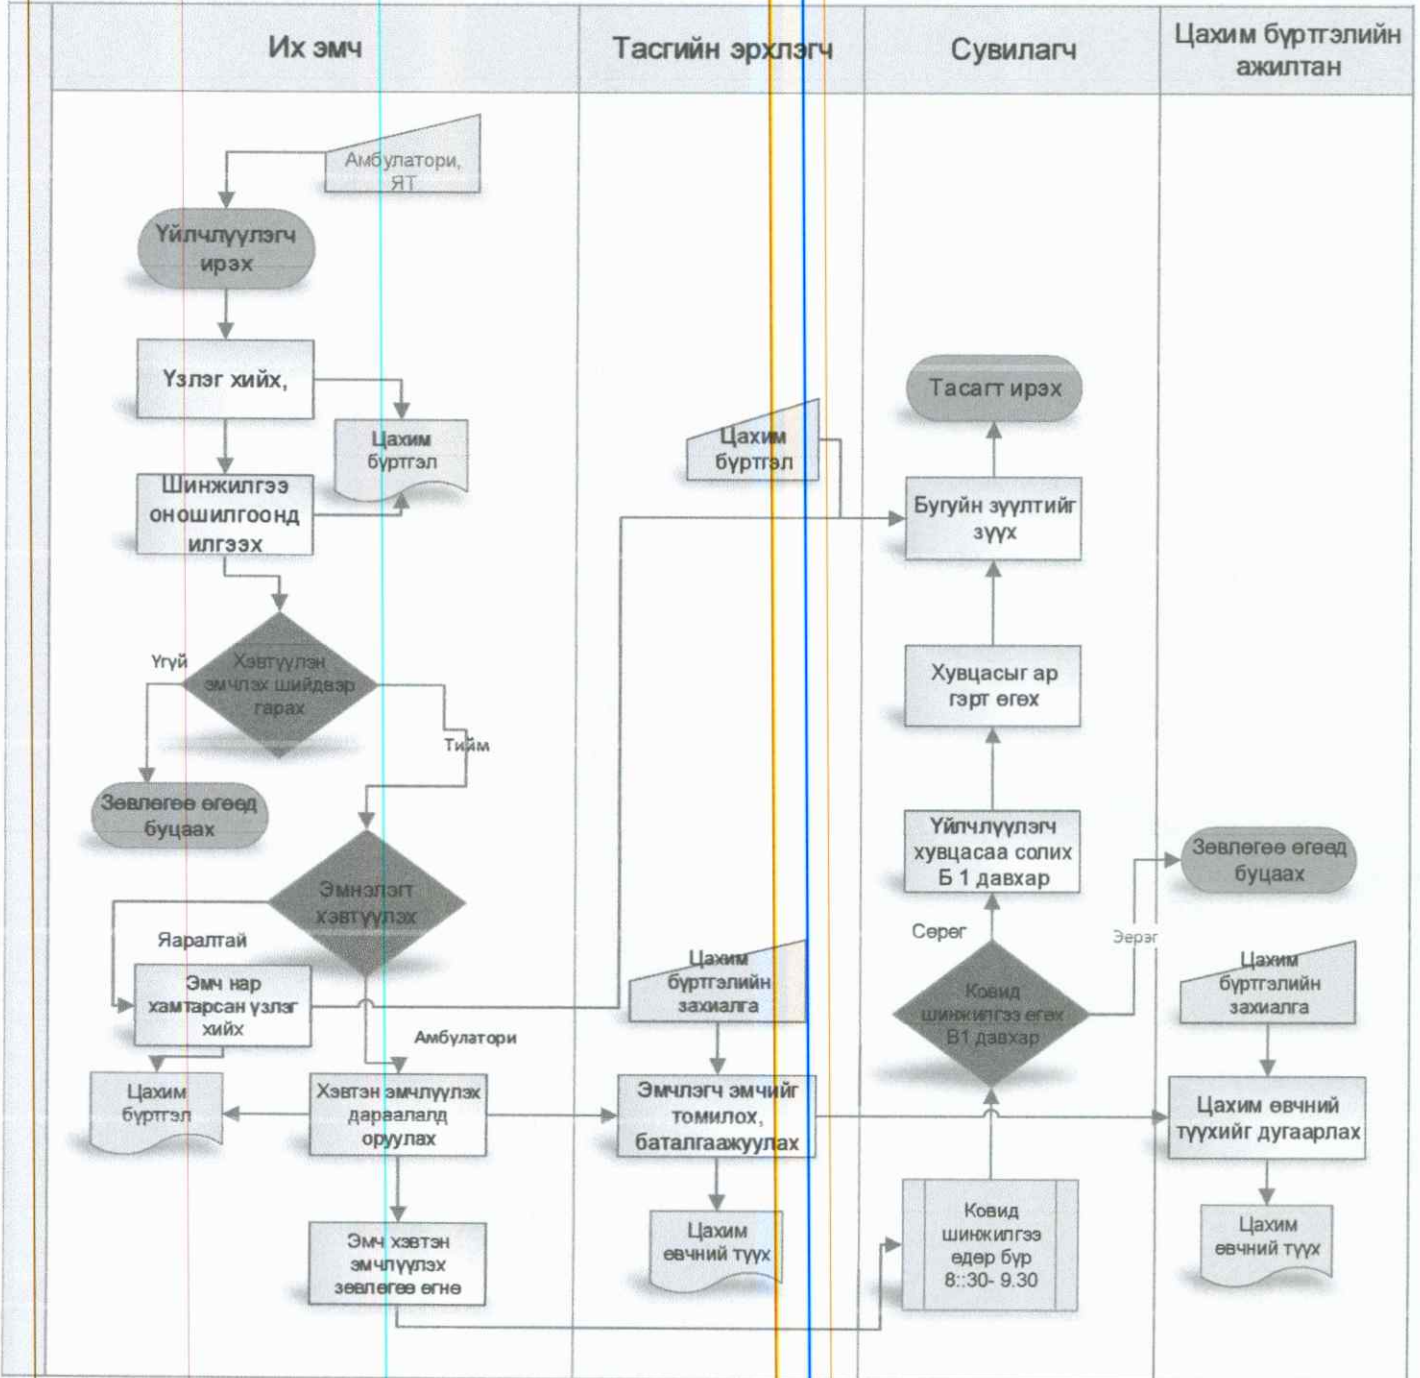 Их эмч
Тасгийн эрхлэгч
Сувилагч
Цахим бүртгэлийн
ажилтан
Амбулатори,
ЯТ
Үйлчлүүлэгч
ирэх
Үзлэг хийх,
Цахим
бүртгэл
Шинжилгээ
оношилгоонд
илгээх
Хэвтүүлэн
эмчлэх шийдвэр
гарах
Үгүй
Тийм
Зөвлөгөө өгөөд
буцаах
Эмнэлэгт
хэвтүүлэх
Яаралтай
Эмч нар
хамтарсан үзлэг
хийх
Амбулатори
Цахим
бүртгэл
Хэвтэн эмчлүүлэх
дараалалд
оруулах
Эмч хэвтэн
эмчлүүлэх
зөвлөгөө өгнө
Цахим
бүртгэл
Цахим
бүртгэлийн
захиалга
Эмчлэгч эмчийг
томилох,
баталгаажуулах
Цахим
өвчний түүх
Тасагт ирэх
Бугуйн зүүлтийг
зүүх
Хувцасыг ар
гэрт өгөх
Үйлчлүүлэгч
хувцасаа солих
Б 1 давхар
Сөрөг
Эерэг
Ковид
шинжилгээ өгөх
В1 давхар
Ковид
шинжилгээ
өдөр бүр
8::30- 9.30
Зөвлөгөө өгөөд
буцаах
Цахим
бүртгэлийн
захиалга
Цахим өвчний
түүхийг дугаарлах
Цахим
өвчний түүх